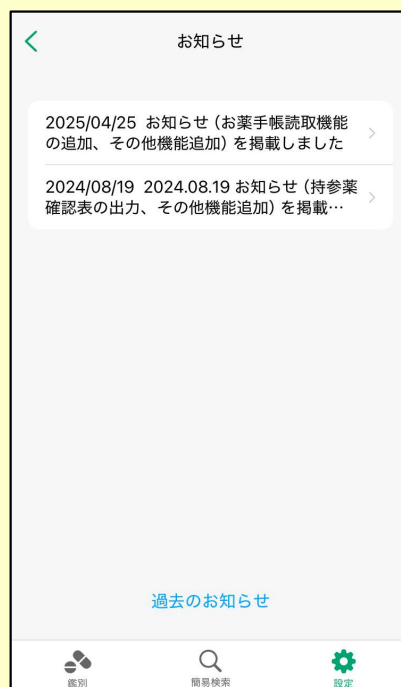 お知らせ
2025/04/25 お知らせ（お薬手帳読取機能
の追加、その他機能追加）を掲載しました
2024/08/19 2024.08.19 お知らせ（持参薬
確認表の出力、その他機能追加）を掲載…
過去のお知らせ
鑑別
簡易検索
設定